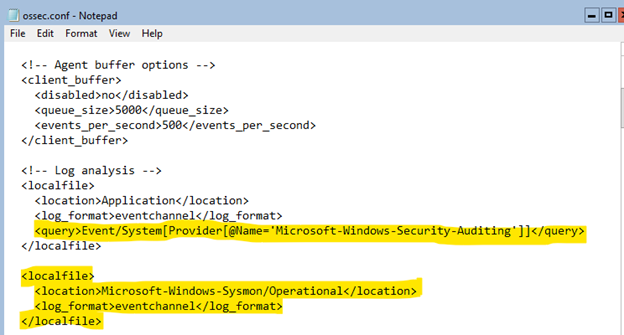 ossec.conf - Notepad
File Edit Format View Help
<!-- Agent buffer options -->
<client_buffer>
<disabled>no</disabled>
<queue_size>5000</queue_size>
<events_per_second>500</events_per_second>
</client_buffer>
<!-- Log analysis -->
<localfile>
<location>Application</location>
<log_format>eventchannel</log_format>
<query>Event/System[Provider[@Name='Microsoft-Windows-Security-Auditing']]</query>
</localfile>
<localfile>
<location>Microsoft-Windows-Sysmon/Operational</location>
<log_format>eventchannel</log_format>
</localfile>